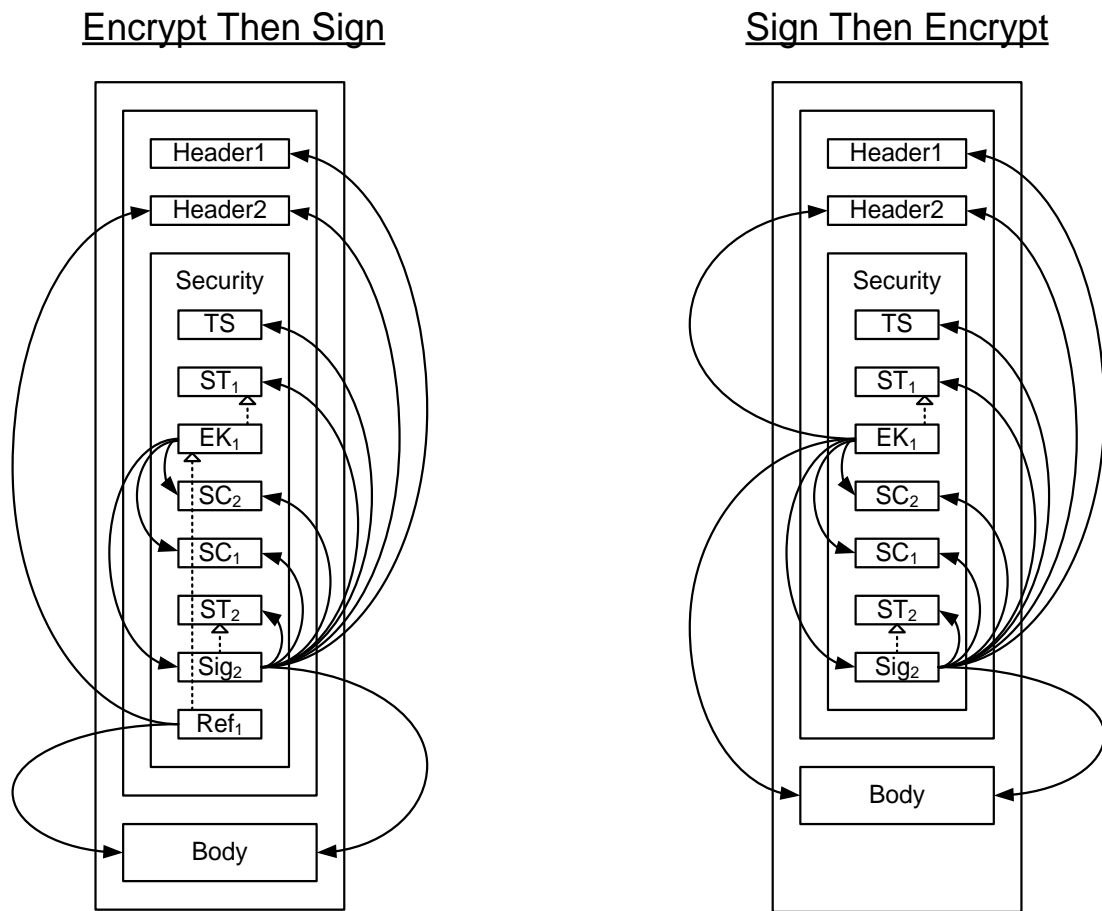 Encrypt Then Sign
Header1
Header2
Security
TS
ST₁
EK₁
SC₂
SC₁
ST₂
Sig₂
Ref₁
Body
Sign Then Encrypt
Header1
Header2
Security
TS
ST₁
EK₁
SC₂
SC₁
ST₂
Sig₂
Body